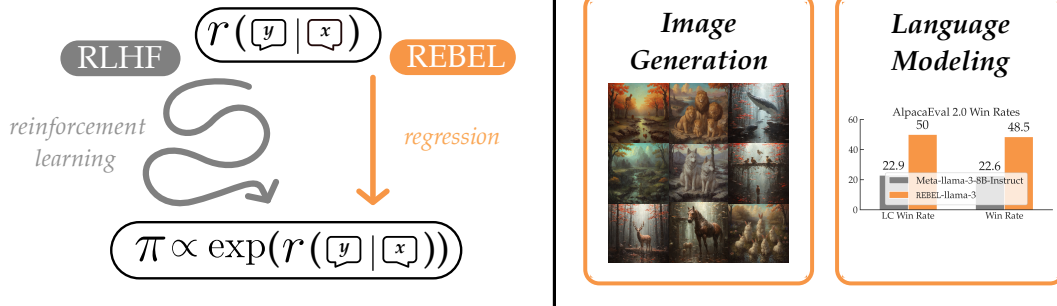 r(y|x)
RLHF
REBEL
reinforcement
learning
regression
π ∝ exp(r(y|x))
Image
Generation
Language
Modeling
AlpacaEval 2.0 Win Rates
60
40
20
0
22.9
50
22.6
48.5
Meta-llama-3-8B-Instruct
REBEL-llama-3
LC Win Rate
Win Rate